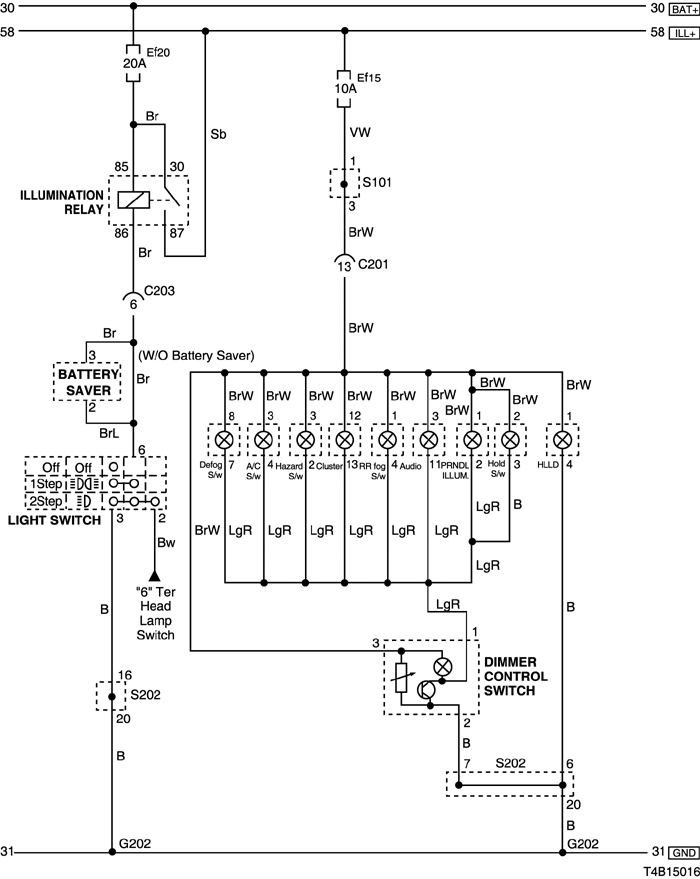 30 30 BAT+
58 58 ILL+
Ef20
20A
Ef15
10A
Br Sb VW
85 30 1
S101
ILLUMINATION
RELAY
3
86 87 BrW
Br
13 C201
C203
6
Br BrW
(W/O Battery Saver)
3
BATTERY
SAVER
Br
2
BrL
BrW BrW BrW BrW BrW BrW BrW BrW BrW BrW
8 3 3 12 1 3 1 2 1
Defog
S/w
7
A/C
S/w
4
Hazard
S/w
2
Cluster
13
RR fog
S/w
4
Audio
11
PRNDL
ILLUM.
2
Hold
S/w
3
HLLD
4
6
Off Off
1Step
2Step
LIGHT SWITCH
3 2
LgR B
BrW LgR LgR LgR LgR LgR
Bw
LgR
"6" Ter
Head
Lamp
Switch
B LgR B
3 1
DIMMER
CONTROL
SWITCH
16
S202
20
2
B B
7 S202 6
20
B
G202 G202
31 31 GND
T4B15016